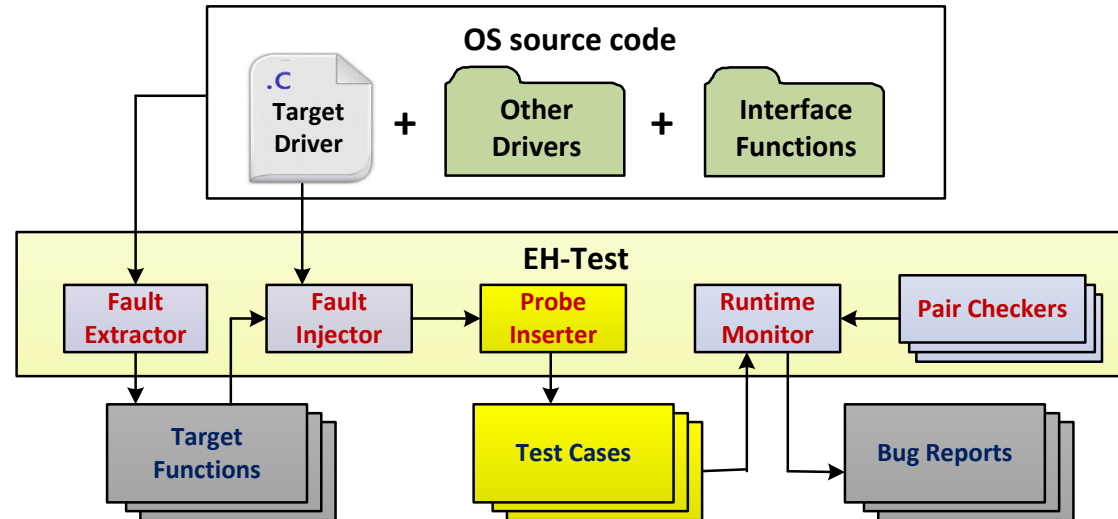 OS source code
.C
Target
Driver
+
Other
Drivers
+
Interface
Functions
EH-Test
Fault
Extractor
Fault
Injector
Probe
Inserter
Runtime
Monitor
Pair Checkers
Target
Functions
Test Cases
Bug Reports